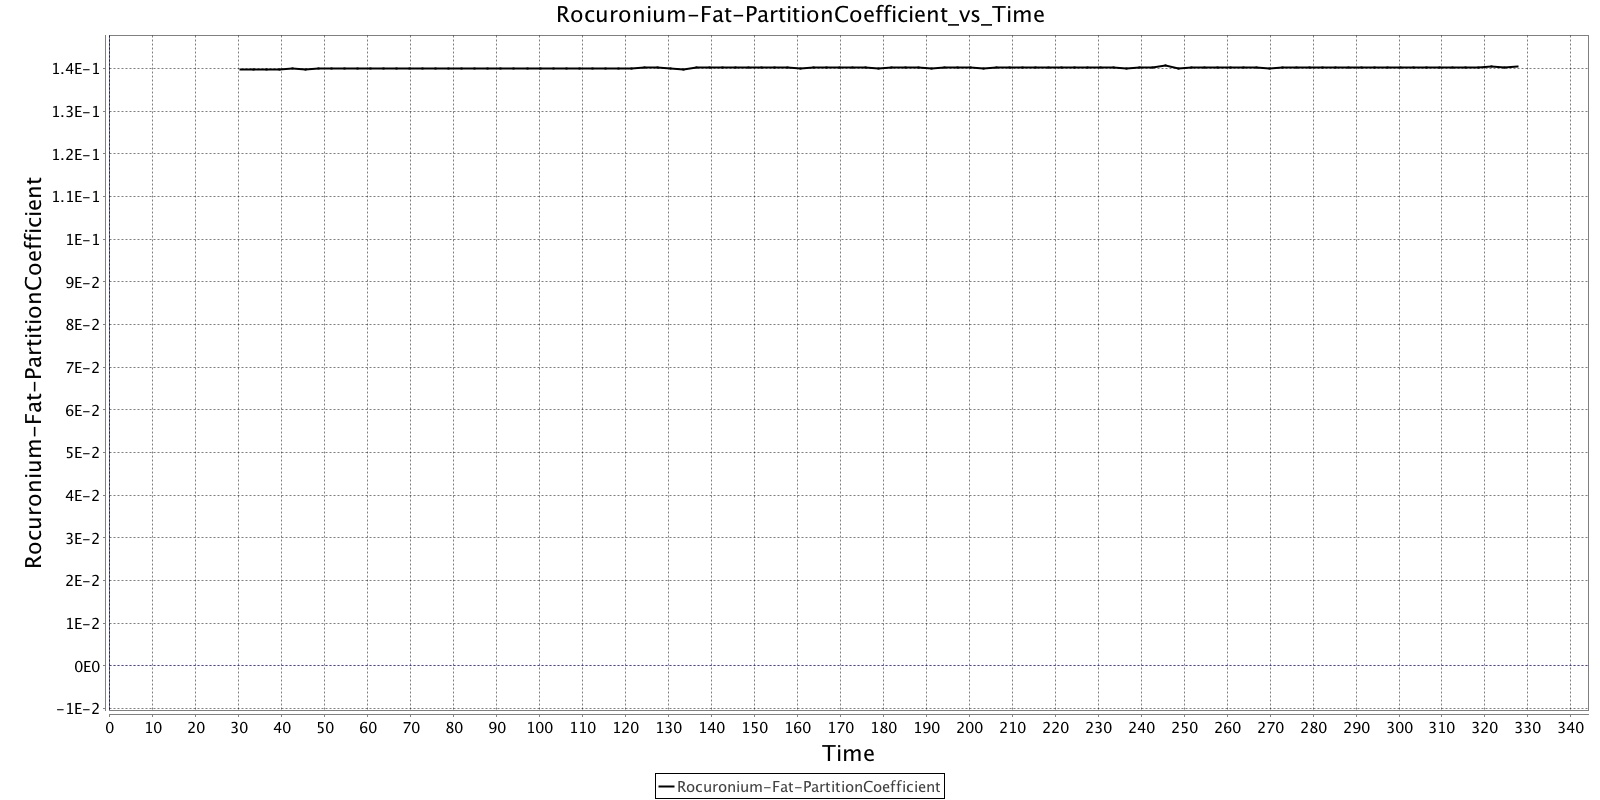 Rocuronium-Fat-PartitionCoefficient_vs_Time
Rocuronium-Fat-PartitionCoefficient
1.4E-1
1.3E-1
1.2E-1
1.1E-1
1E-1
9E-2
8E-2
7E-2
6E-2
5E-2
4E-2
3E-2
2E-2
1E-2
0E0
-1E-2
0 10 20 30 40 50 60 70 80 90 100 110 120 130 140 150 160 170 180 190 200 210 220 230 240 250 260 270 280 290 300 310 320 330 340
Time
Rocuronium-Fat-PartitionCoefficient